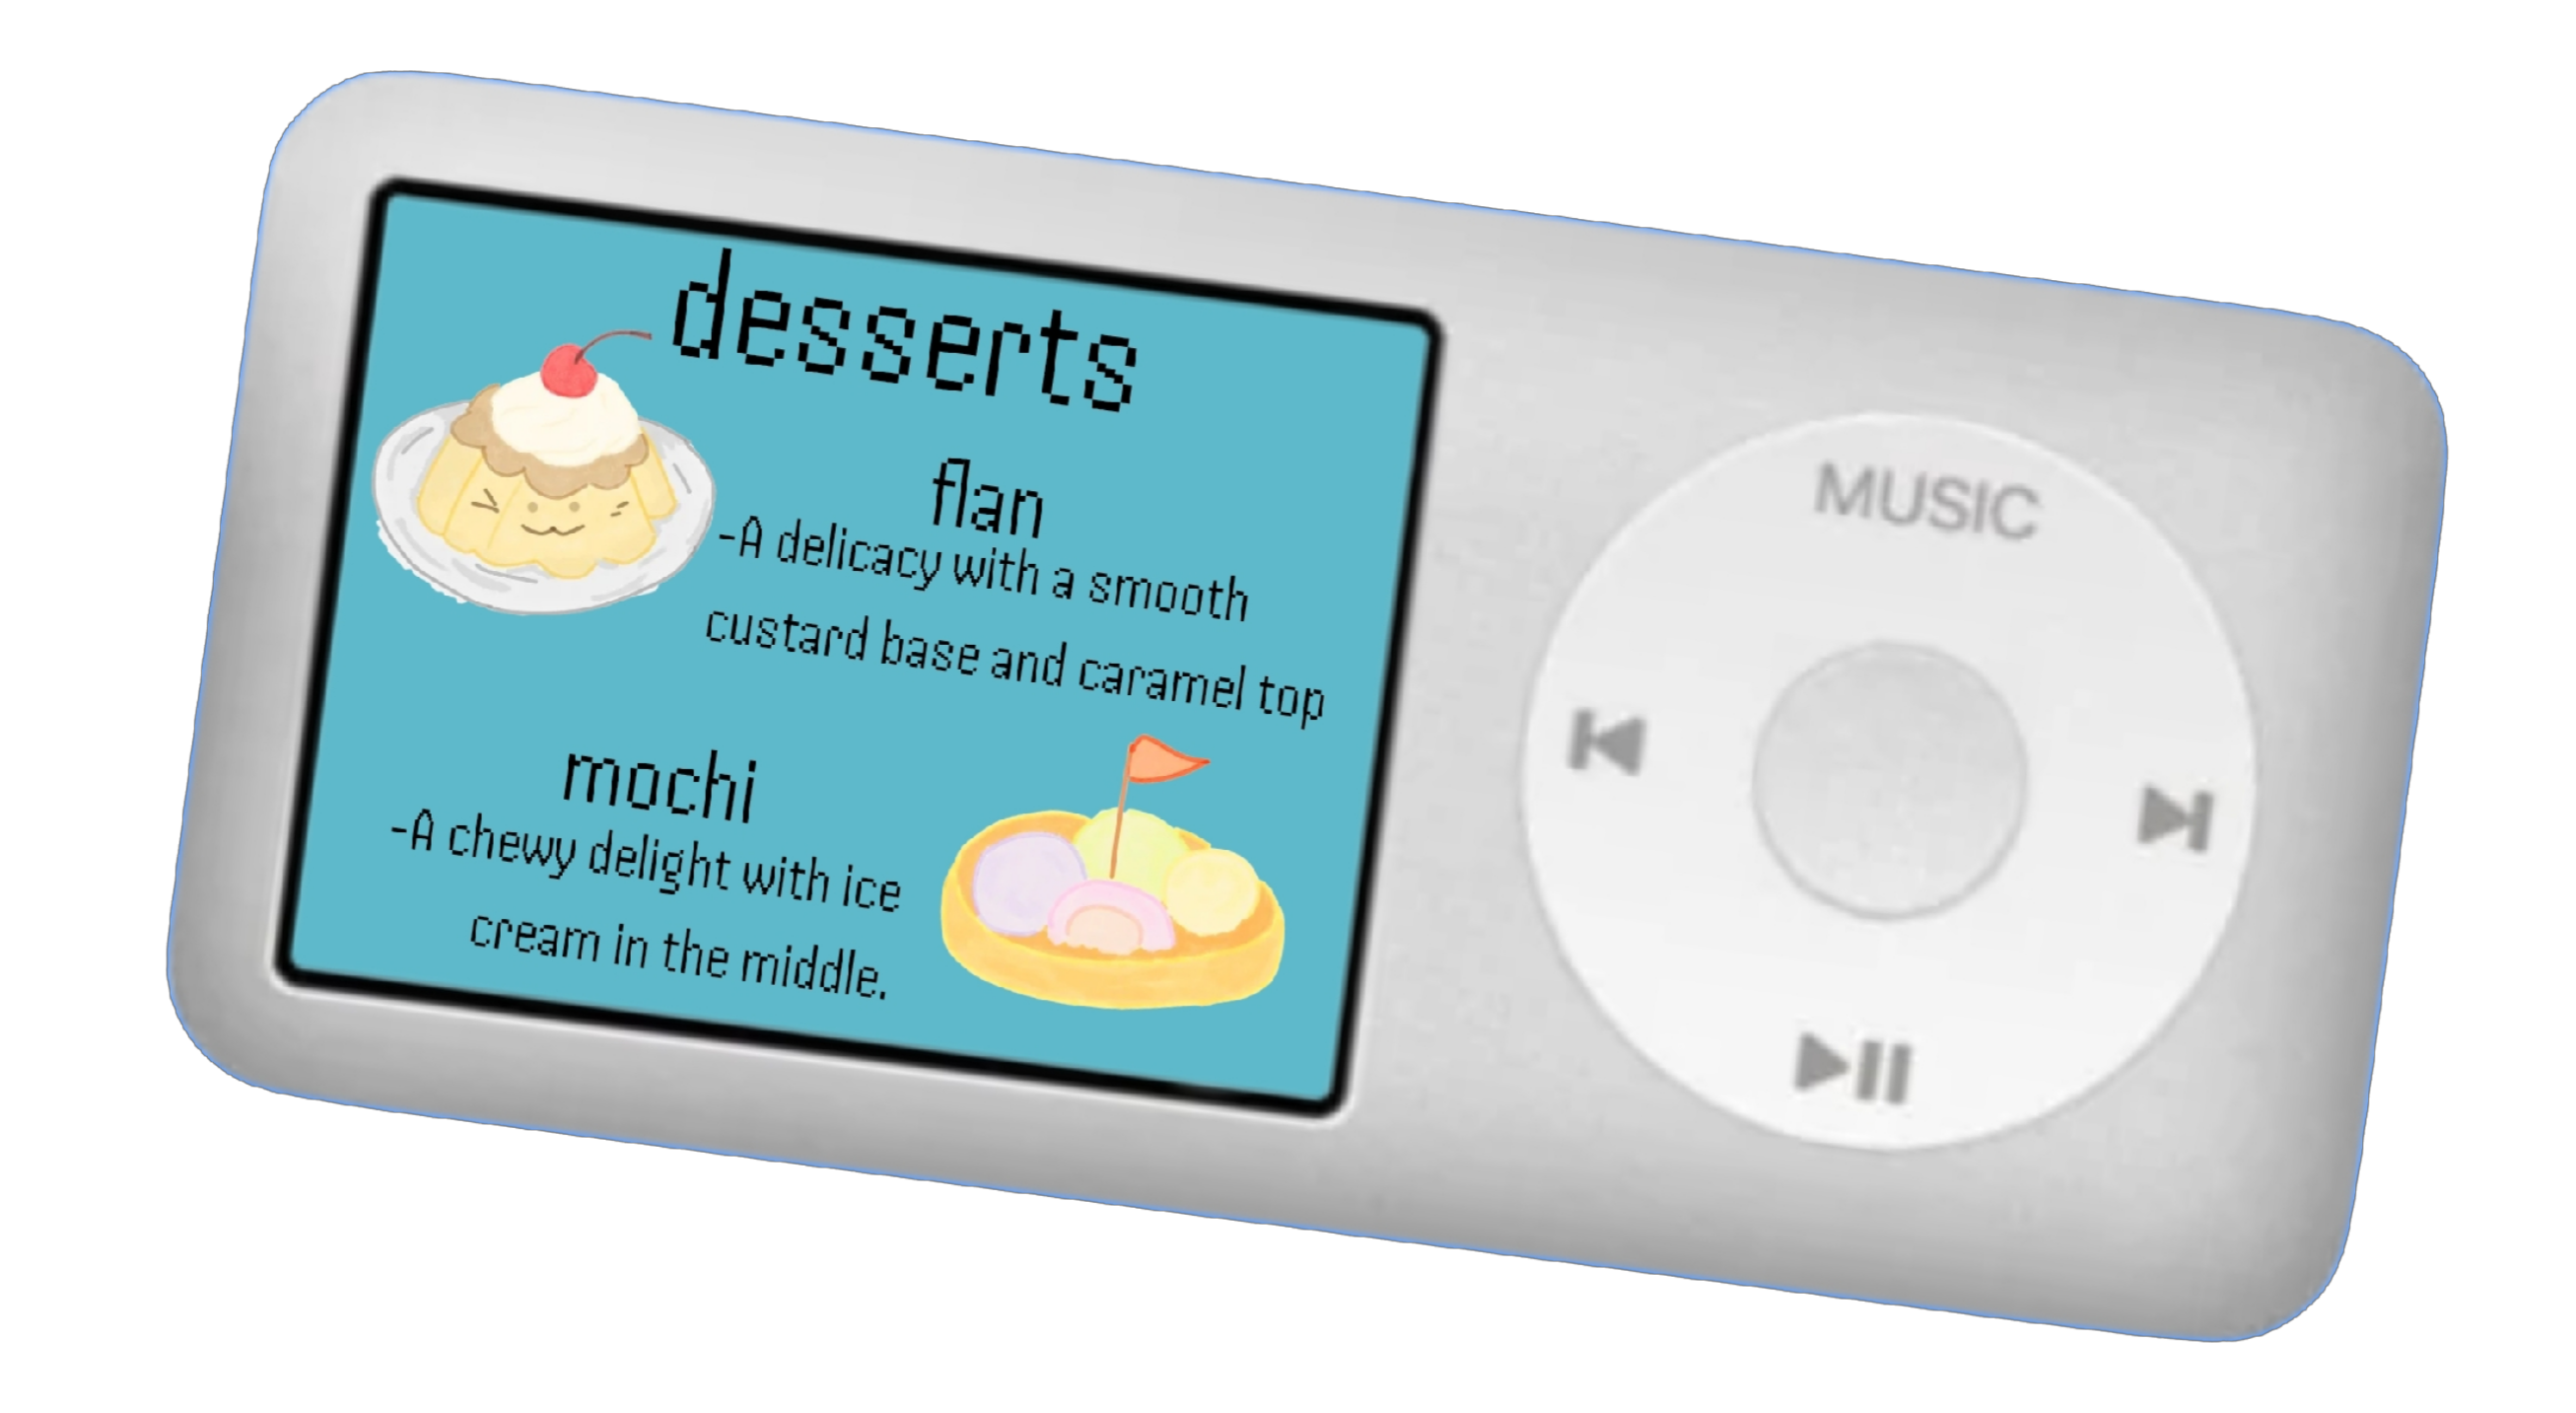 desserts
flan
-A delicacy with a smooth
custard base and caramel top
mochi
-A chewy delight with ice
cream in the middle.
MUSIC